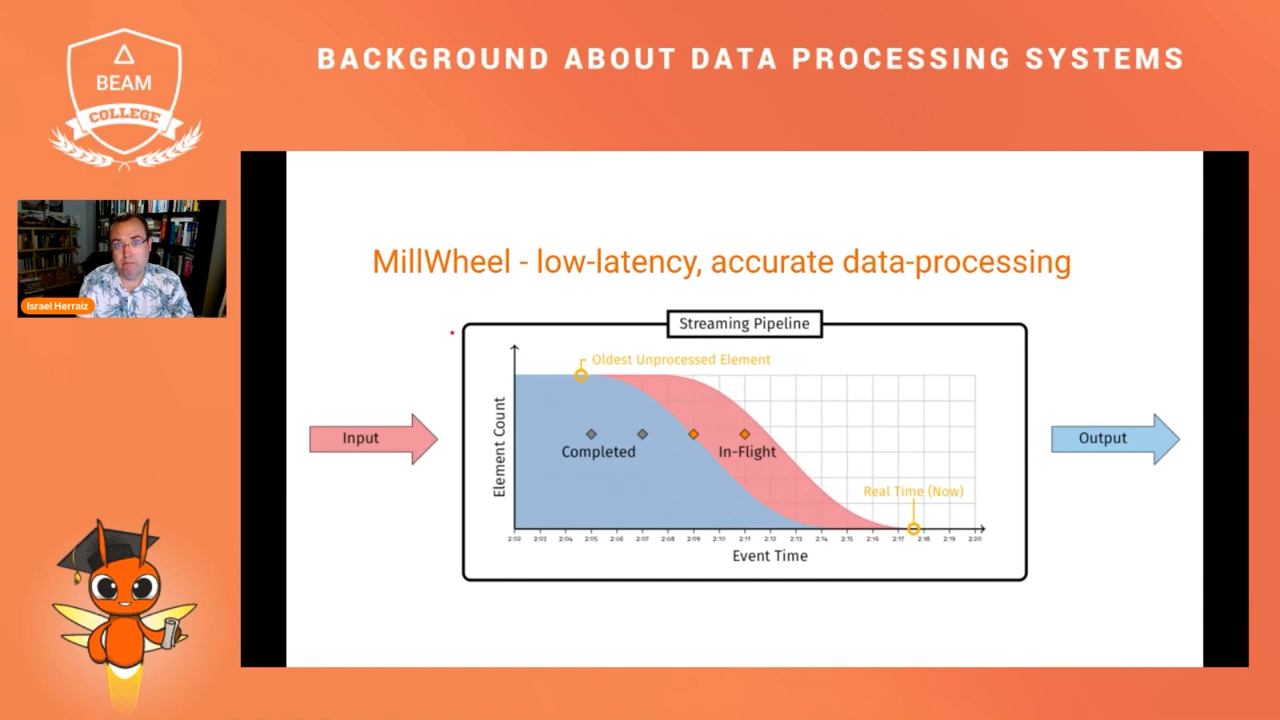 BACKGROUND ABOUT DATA PROCESSING SYSTEMS
BEAM
COLLEGE
Israel Herraiz
MillWheel - low-latency, accurate data-processing
Streaming Pipeline
Oldest Unprocessed Element
Input
Element Count
Completed
In-Flight
Real Time (Now)
Output
2:02 2:03 2:04 2:05 2:06 2:07 2:08 2:09 2:10 2:11 2:12 2:13 2:14 2:15 2:16 2:17 2:18 2:19 2:20
Event Time